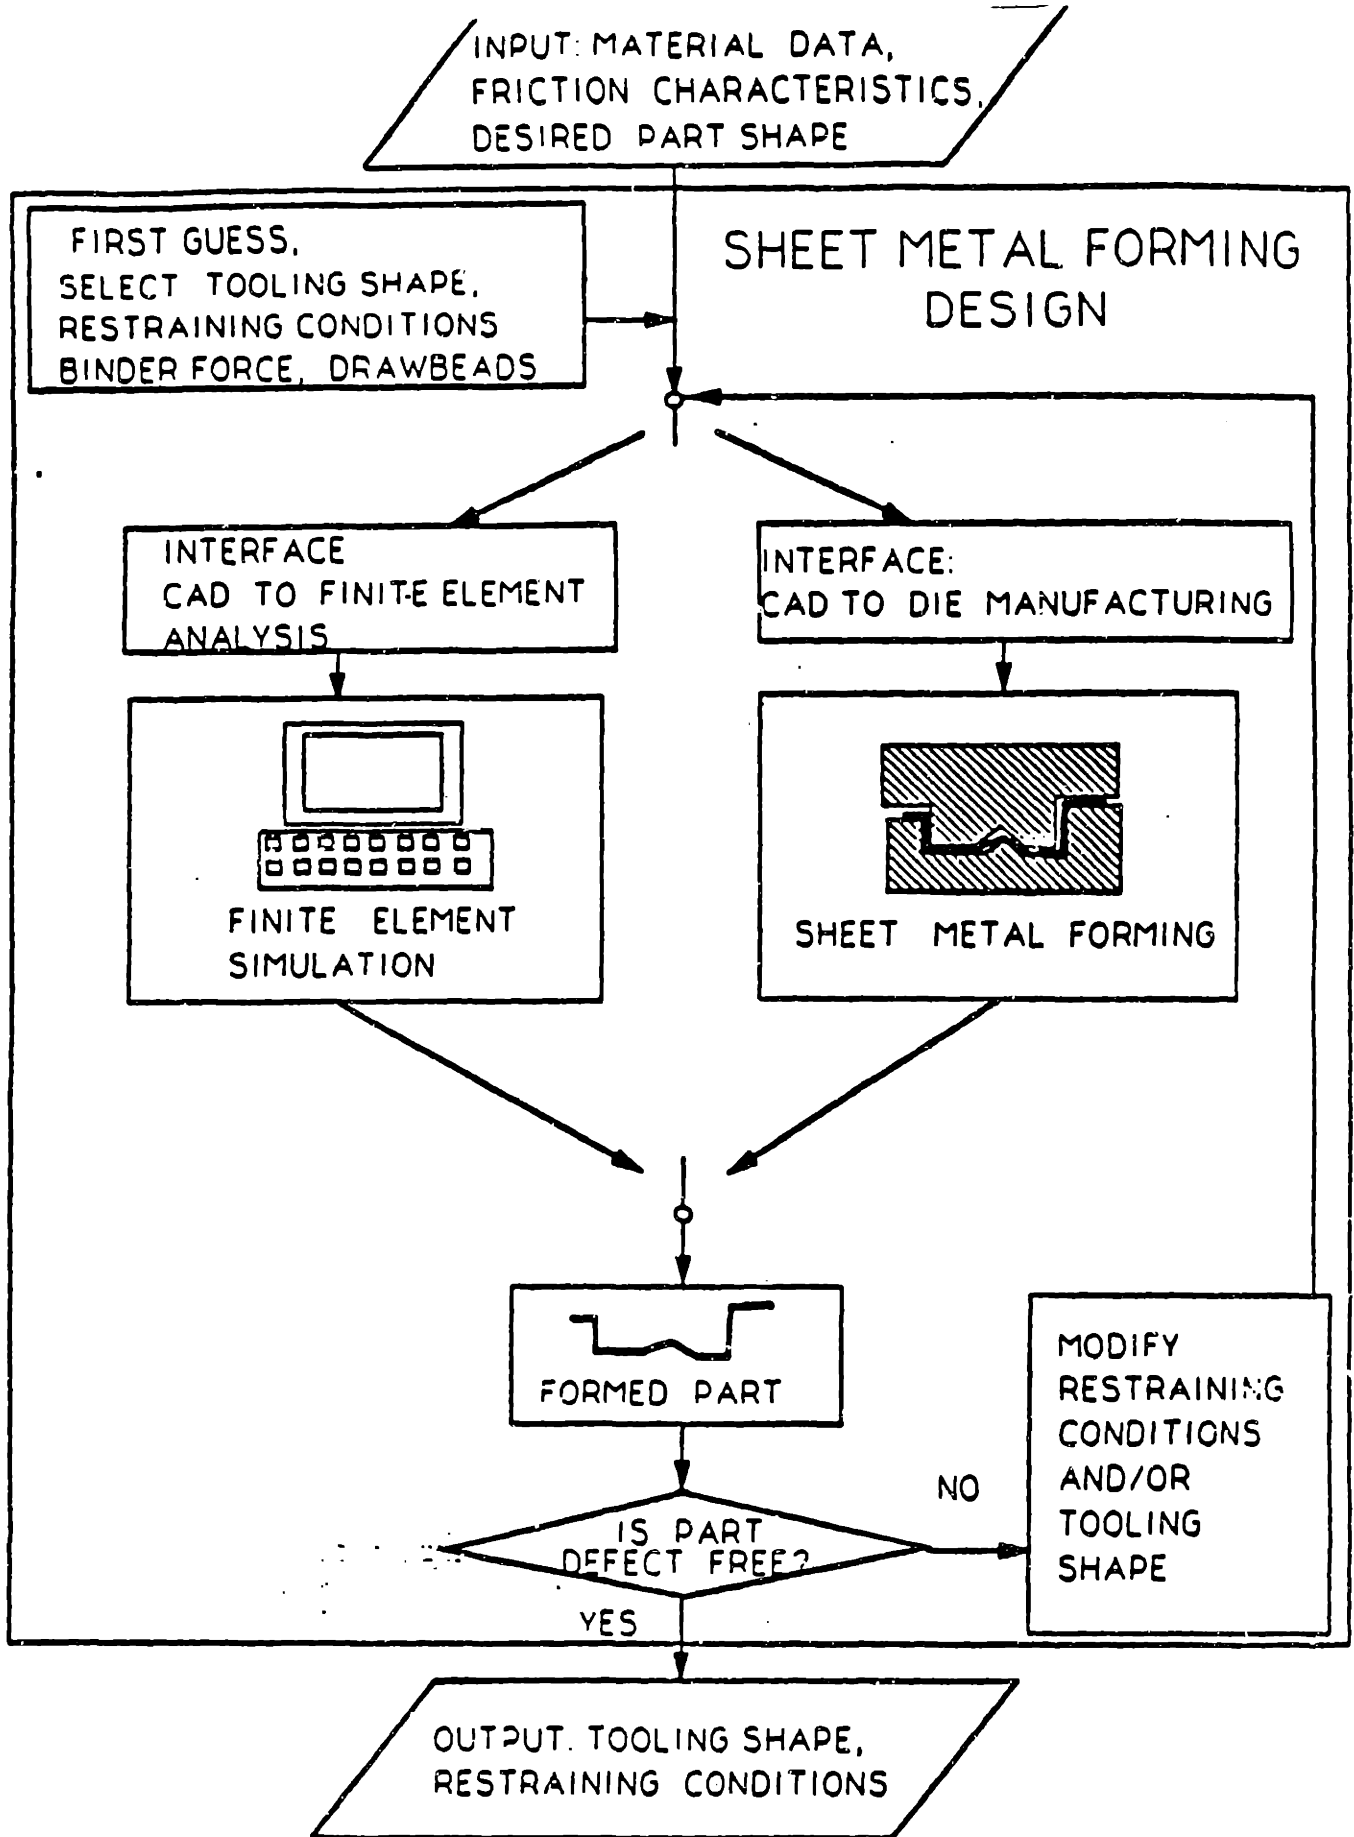 INPUT: MATERIAL DATA,
FRICTION CHARACTERISTICS,
DESIRED PART SHAPE
FIRST GUESS,
SELECT TOOLING SHAPE,
RESTRAINING CONDITIONS
BINDER FORCE, DRAWBEADS
SHEET METAL FORMING
DESIGN
INTERFACE
CAD TO FINITE ELEMENT
ANALYSIS
INTERFACE:
CAD TO DIE MANUFACTURING
FINITE ELEMENT
SIMULATION
SHEET METAL FORMING
FORMED PART
MODIFY
RESTRAINING
CONDITIONS
AND/OR
TOOLING
SHAPE
NO
IS PART
DEFECT FREE?
YES
OUTPUT. TOOLING SHAPE,
RESTRAINING CONDITIONS